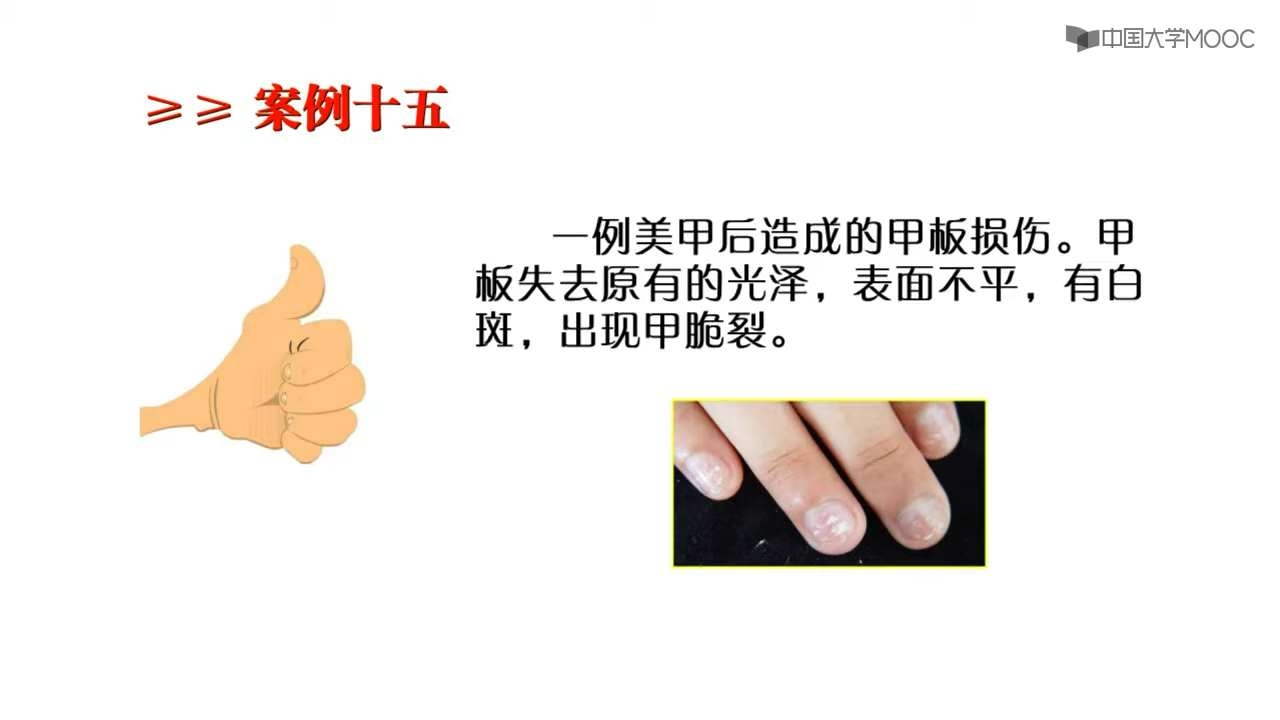 中国大学MOOC
≥≥ 案例十五
一例美甲后造成的甲板损伤。甲
板失去原有的光泽，表面不平，有白
斑，出现甲脆裂。